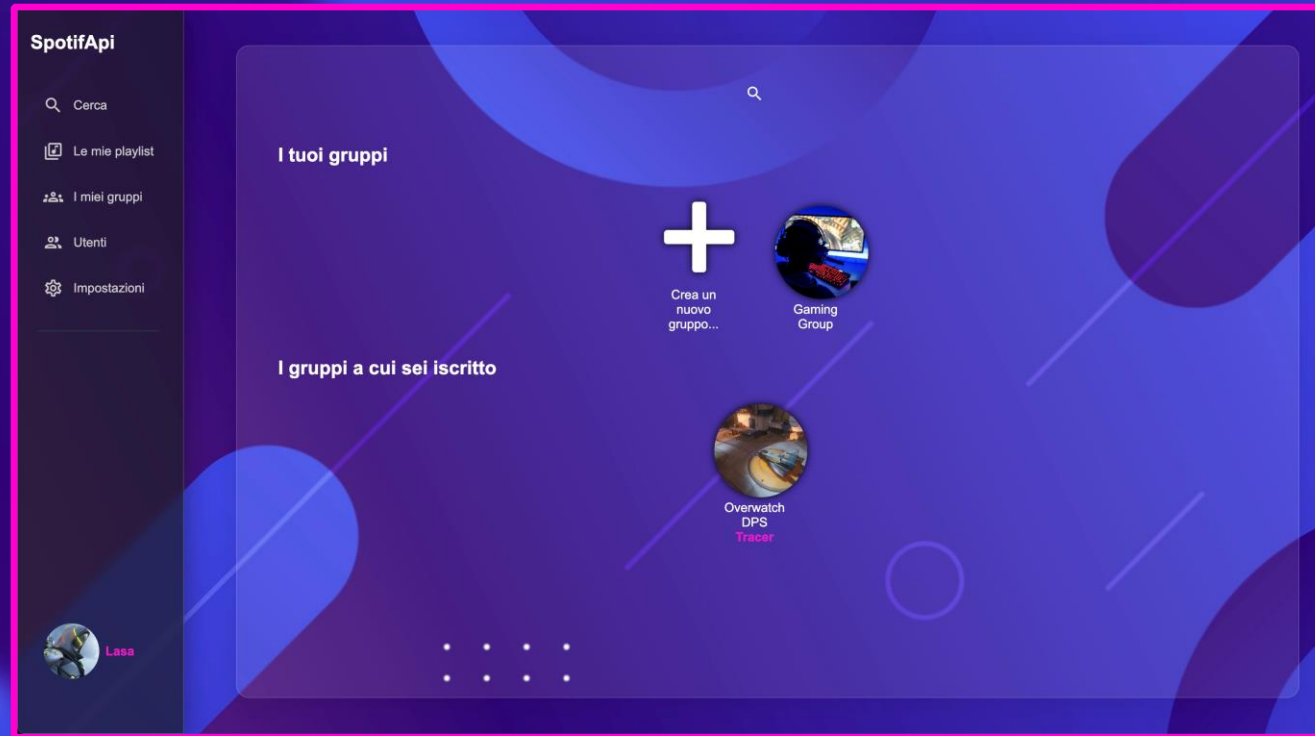 SpotifApi
Cerca
Le mie playlist
I miei gruppi
Utenti
Impostazioni
I tuoi gruppi
Crea un
nuovo
gruppo...
Gaming
Group
I gruppi a cui sei iscritto
Overwatch
DPS
Tracer
Lasa